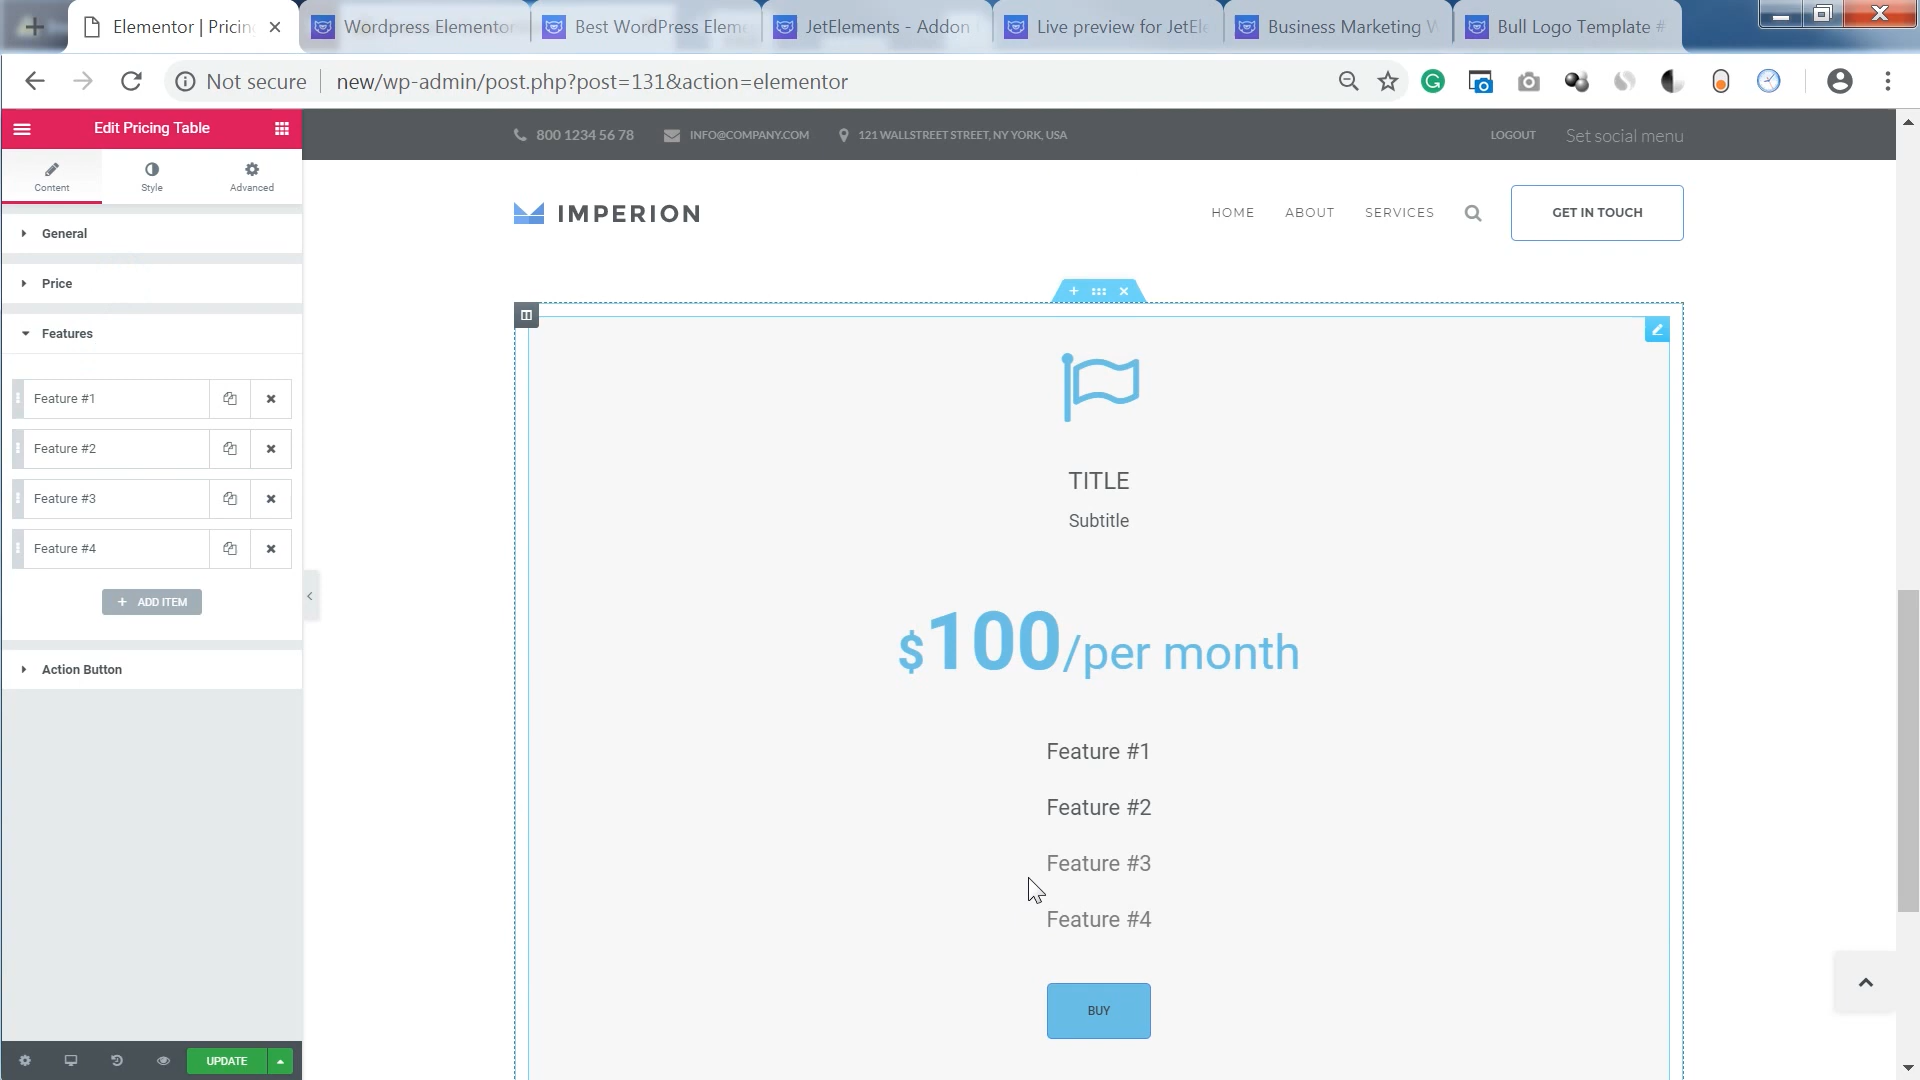 Elementor | Pricin
Wordpress Elementor
Best WordPress Eleme
JetElements - Addon
Live preview for JetEle
Business Marketing W
Bull Logo Template #
Not secure
new/wp-admin/post.php?post=131&action=elementor
Edit Pricing Table
Content
Style
Advanced
General
Price
Features
Feature #1
Feature #2
Feature #3
Feature #4
ADD ITEM
Action Button
UPDATE
800 1234 56 78
INFO@COMPANY.COM
121 WALLSTREET STREET, NY YORK, USA
LOGOUT
Set social menu
IMPERION
HOME
ABOUT
SERVICES
GET IN TOUCH
TITLE
Subtitle
$100/per month
Feature #1
Feature #2
Feature #3
Feature #4
BUY